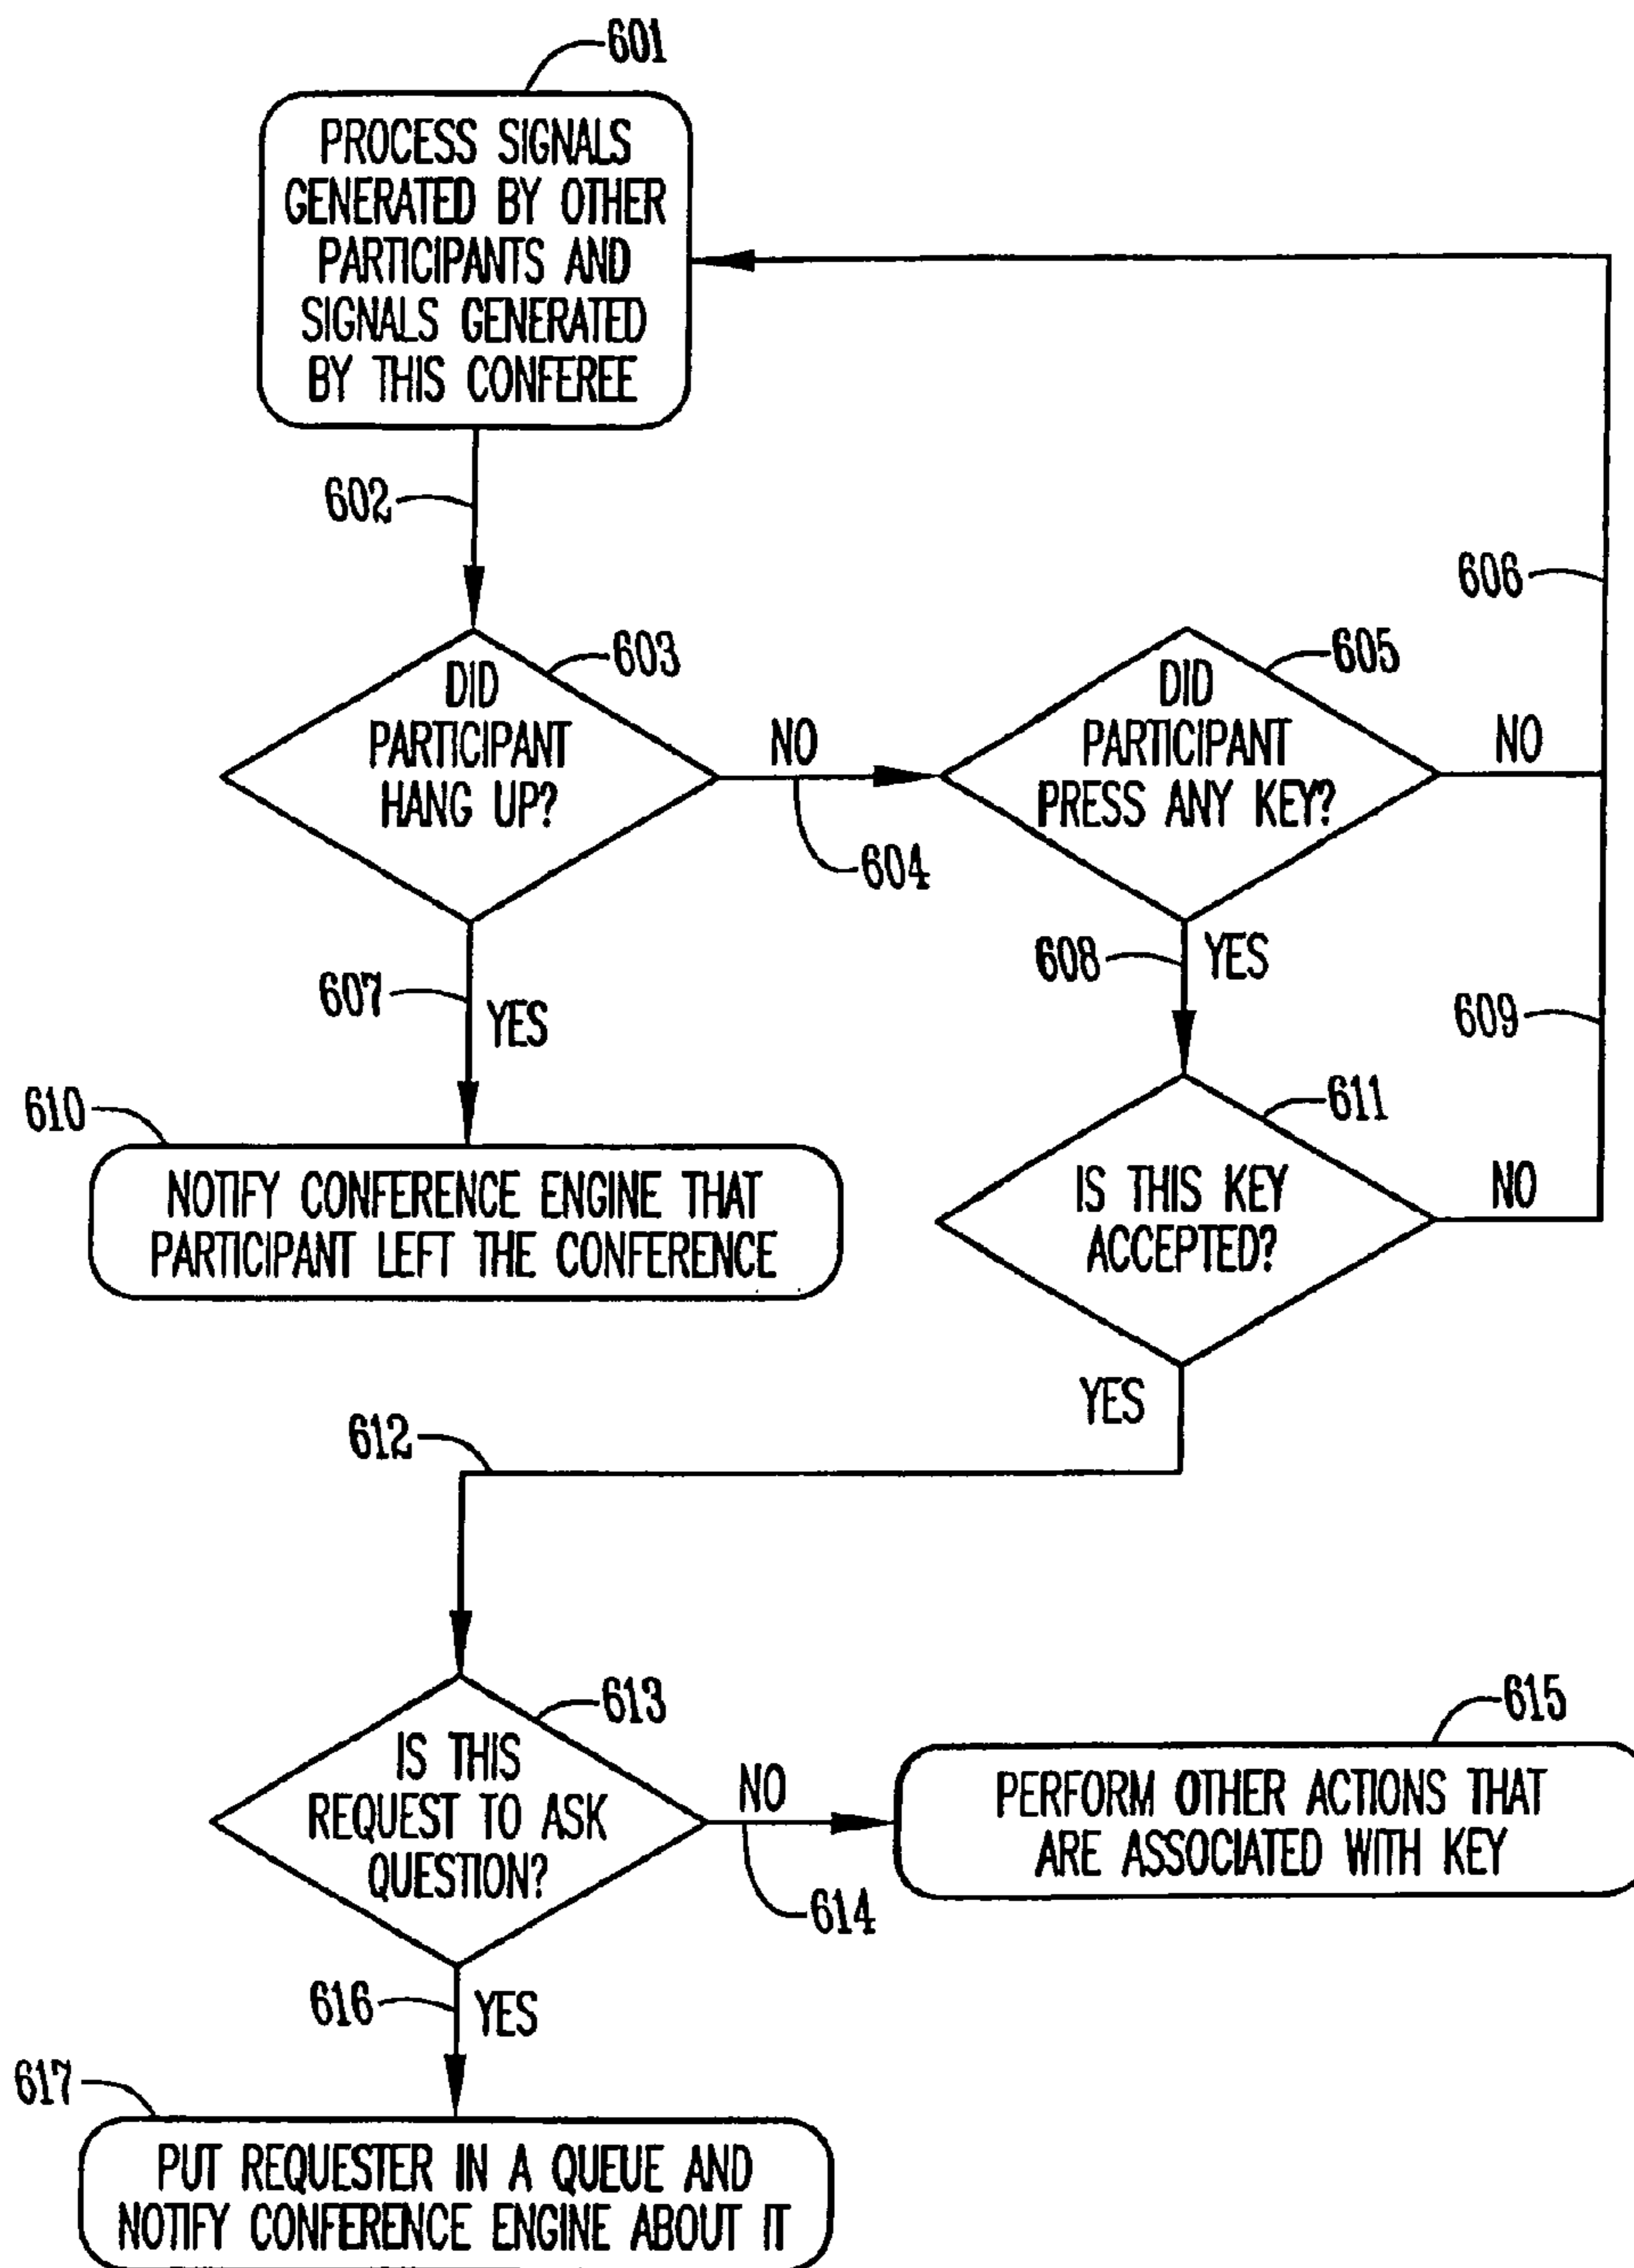 601
PROCESS SIGNALS
GENERATED BY OTHER
PARTICIPANTS AND
SIGNALS GENERATED
BY THIS CONFEREE
602
606
603
DID
PARTICIPANT
HANG UP?
NO
604
605
DID
PARTICIPANT
PRESS ANY KEY?
NO
607
YES
608
YES
609
610
NOTIFY CONFERENCE ENGINE THAT
PARTICIPANT LEFT THE CONFERENCE
611
IS THIS KEY
ACCEPTED?
NO
YES
612
613
IS THIS
REQUEST TO ASK
QUESTION?
NO
614
615
PERFORM OTHER ACTIONS THAT
ARE ASSOCIATED WITH KEY
616
YES
617
PUT REQUESTER IN A QUEUE AND
NOTIFY CONFERENCE ENGINE ABOUT IT